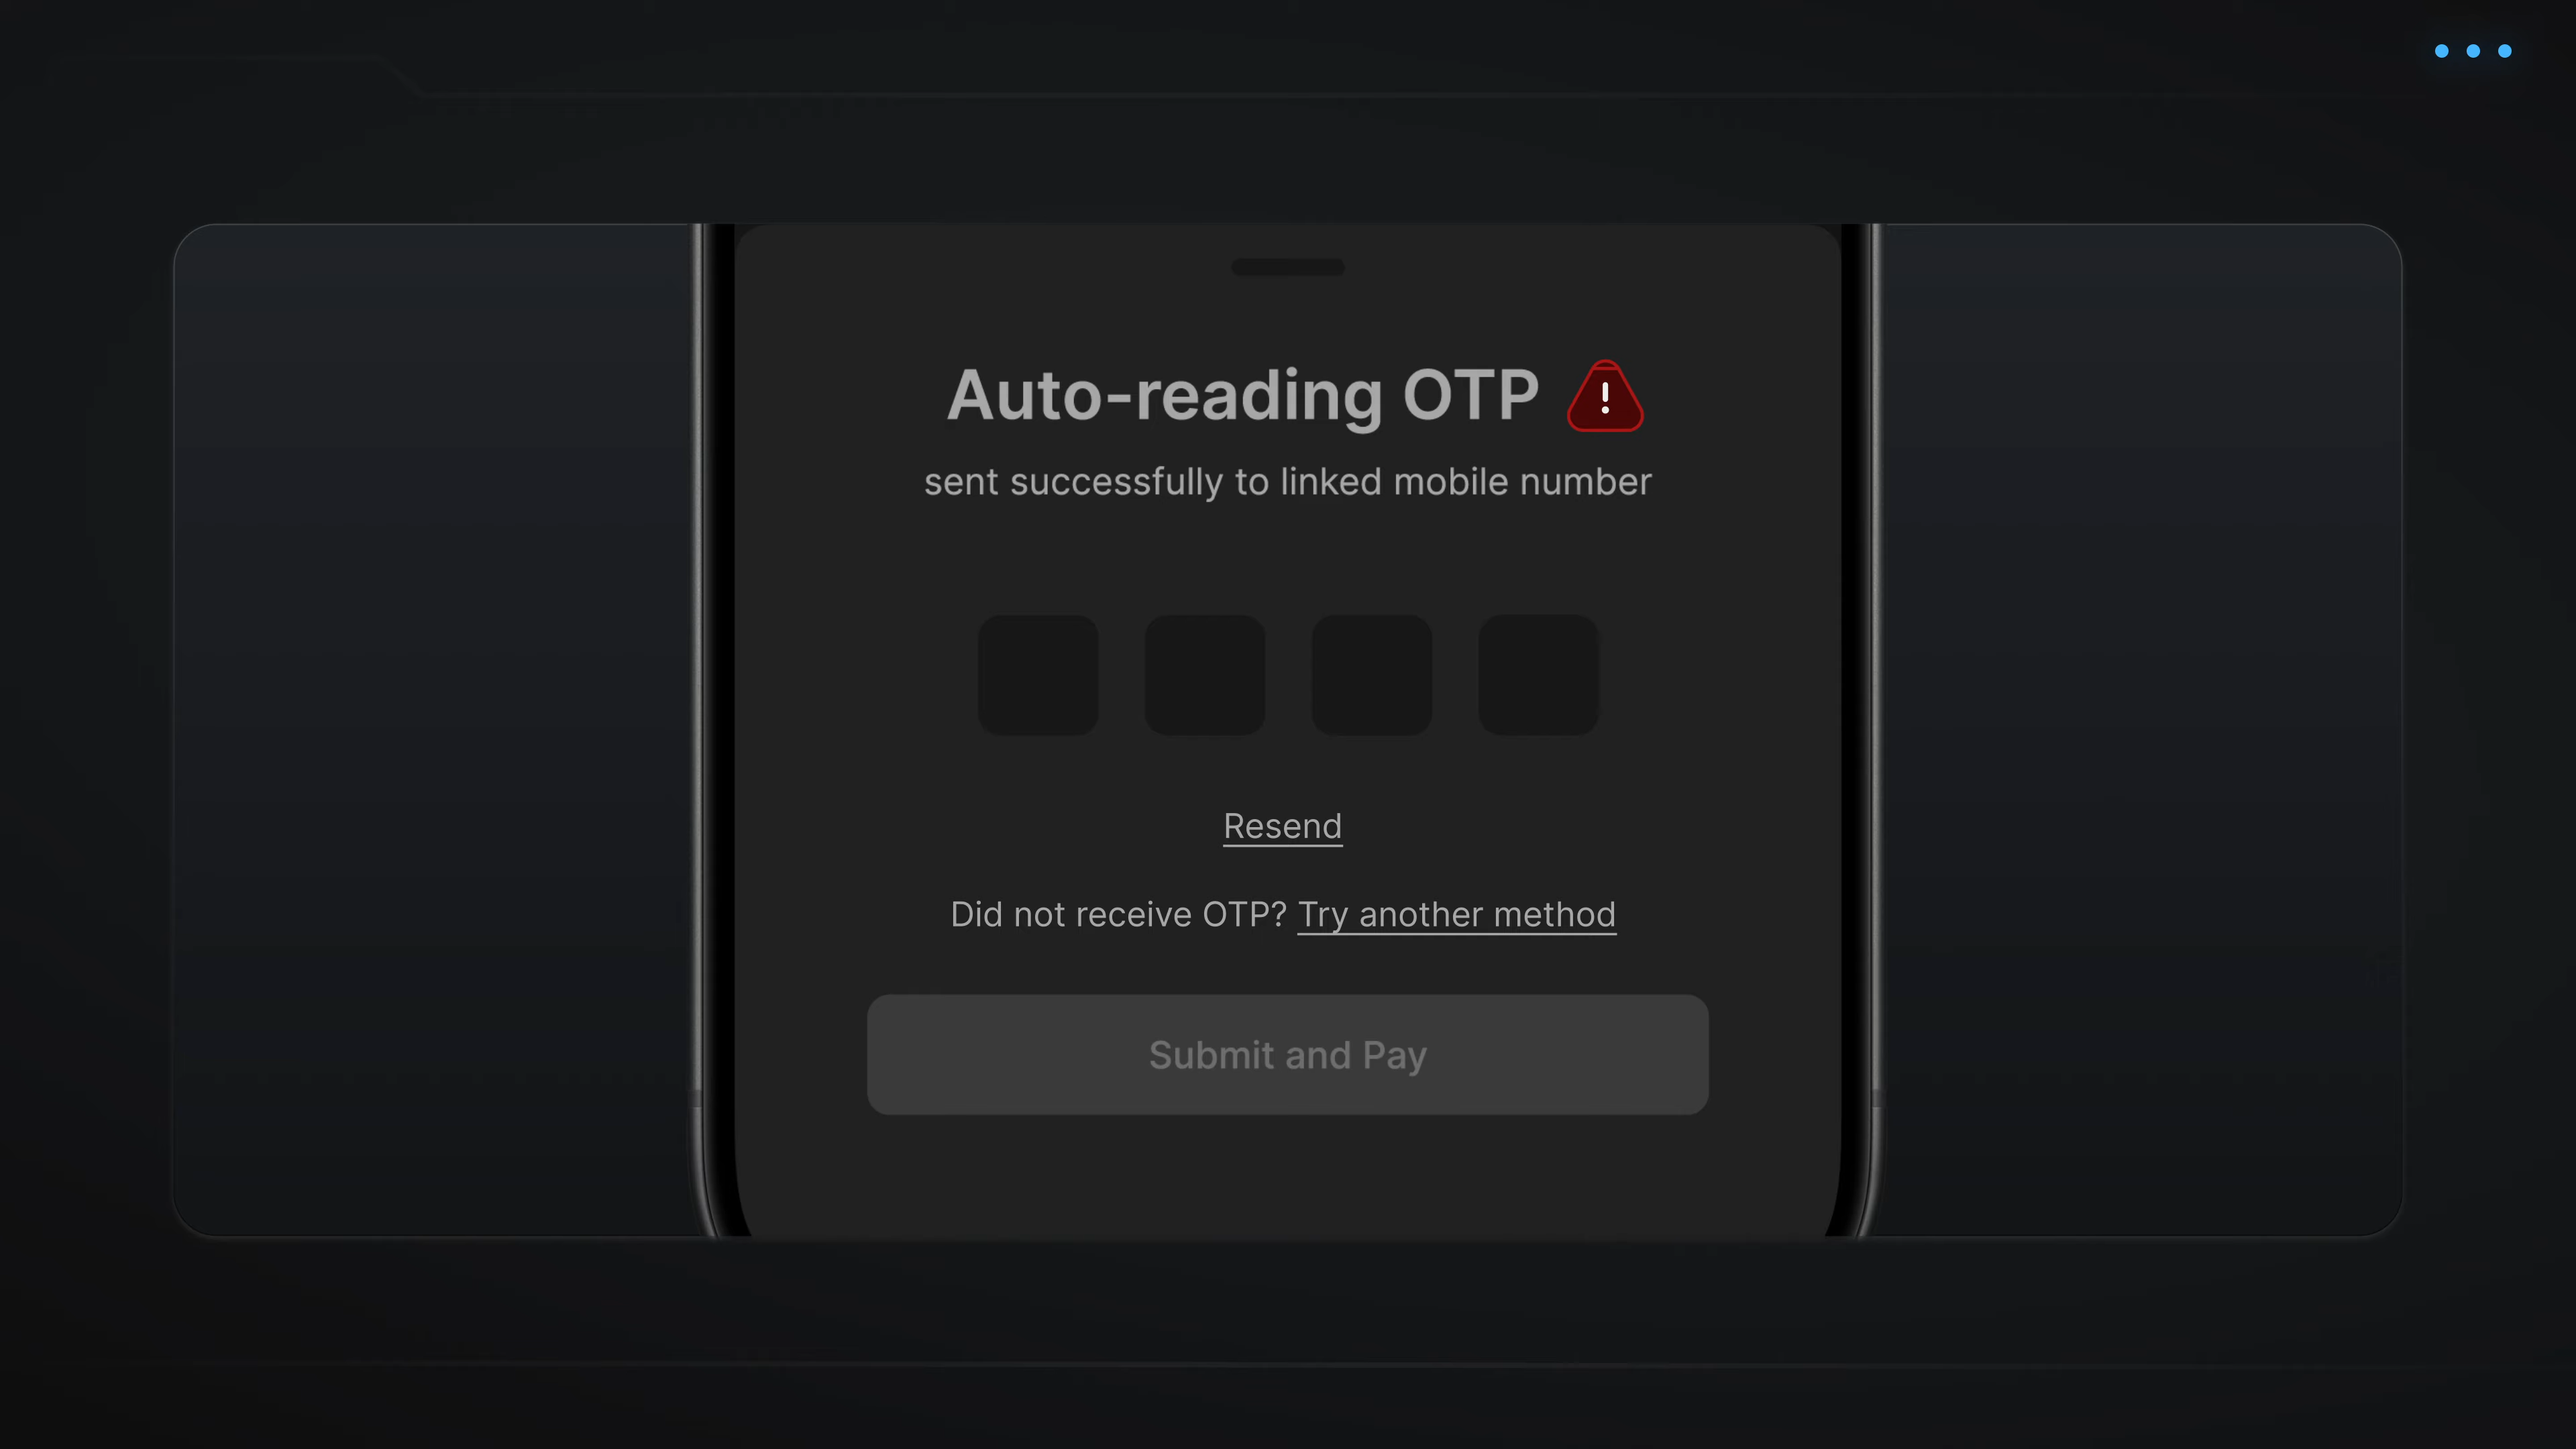 Auto-reading OTP
sent successfully to linked mobile number
Resend
Did not receive OTP? Try another method
Submit and Pay